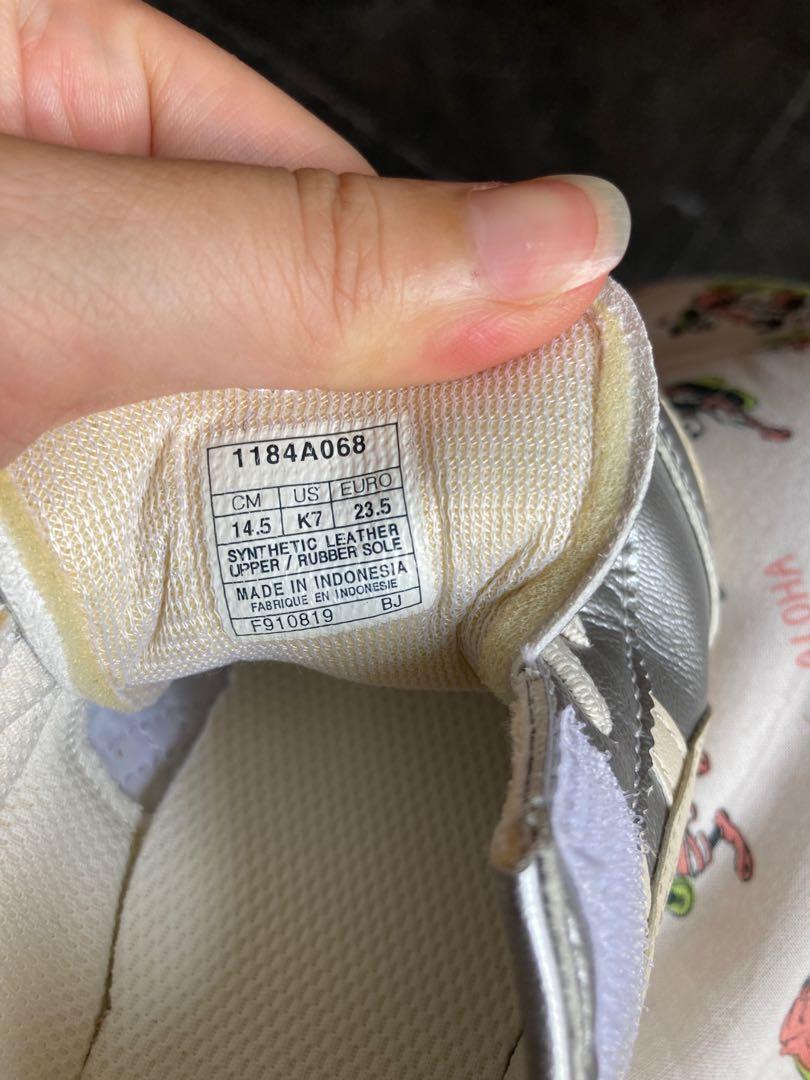 1184A068
CM US EURO
14.5 K7 23.5
SYNTHETIC LEATHER
UPPER / RUBBER SOLE
MADE IN INDONESIA
FABRIQUE EN INDONESIE
F910819 BJ